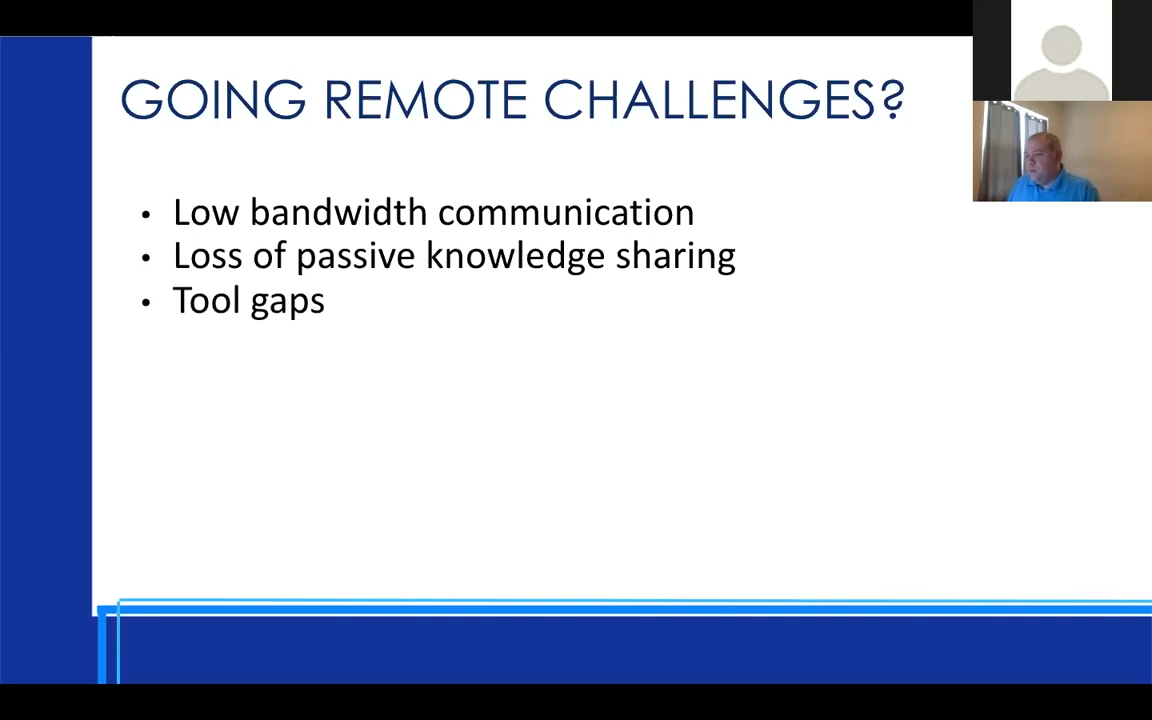 GOING REMOTE CHALLENGES?
• Low bandwidth communication
• Loss of passive knowledge sharing
• Tool gaps